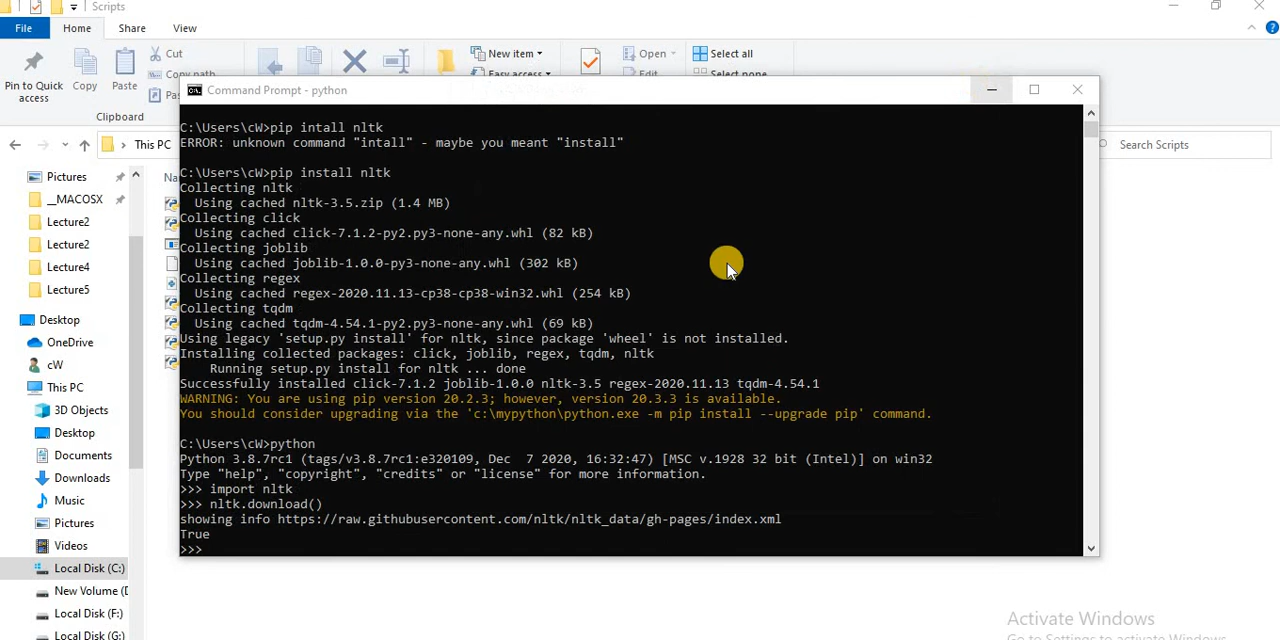 Scripts
File
Home
Share
View
Pin to Quick access
Copy
Paste
Cut
Copy path
Clipboard
New item
Easy access
Open
Edit
Select all
Select none
This PC
Search Scripts
Command Prompt - python
C:\Users\cW>pip intall nltk
ERROR: unknown command "intall" - maybe you meant "install"
C:\Users\cW>pip install nltk
Collecting nltk
Using cached nltk-3.5.zip (1.4 MB)
Collecting click
Using cached click-7.1.2-py2.py3-none-any.whl (82 kB)
Collecting joblib
Using cached joblib-1.0.0-py3-none-any.whl (302 kB)
Collecting regex
Using cached regex-2020.11.13-cp38-cp38-win32.whl (254 kB)
Collecting tqdm
Using cached tqdm-4.54.1-py2.py3-none-any.whl (69 kB)
Using legacy 'setup.py install' for nltk, since package 'wheel' is not installed.
Installing collected packages: click, joblib, regex, tqdm, nltk
Running setup.py install for nltk ... done
Successfully installed click-7.1.2 joblib-1.0.0 nltk-3.5 regex-2020.11.13 tqdm-4.54.1
WARNING: You are using pip version 20.2.3; however, version 20.3.3 is available.
You should consider upgrading via the 'c:\mypython\python.exe -m pip install --upgrade pip' command.
C:\Users\cW>python
Python 3.8.7rc1 (tags/v3.8.7rc1:e320109, Dec  7 2020, 16:32:47) [MSC v.1928 32 bit (Intel)] on win32
Type "help", "copyright", "credits" or "license" for more information.
>>> import nltk
>>> nltk.download()
showing info https://raw.githubusercontent.com/nltk/nltk_data/gh-pages/index.xml
True
>>>
Pictures
__MACOSX
Lecture2
Lecture2
Lecture4
Lecture5
Desktop
OneDrive
cW
This PC
3D Objects
Desktop
Documents
Downloads
Music
Pictures
Videos
Local Disk (C:)
New Volume (D
Local Disk (F:)
Local Disk (G:)
Activate Windows
Go to Settings to activate Windows.